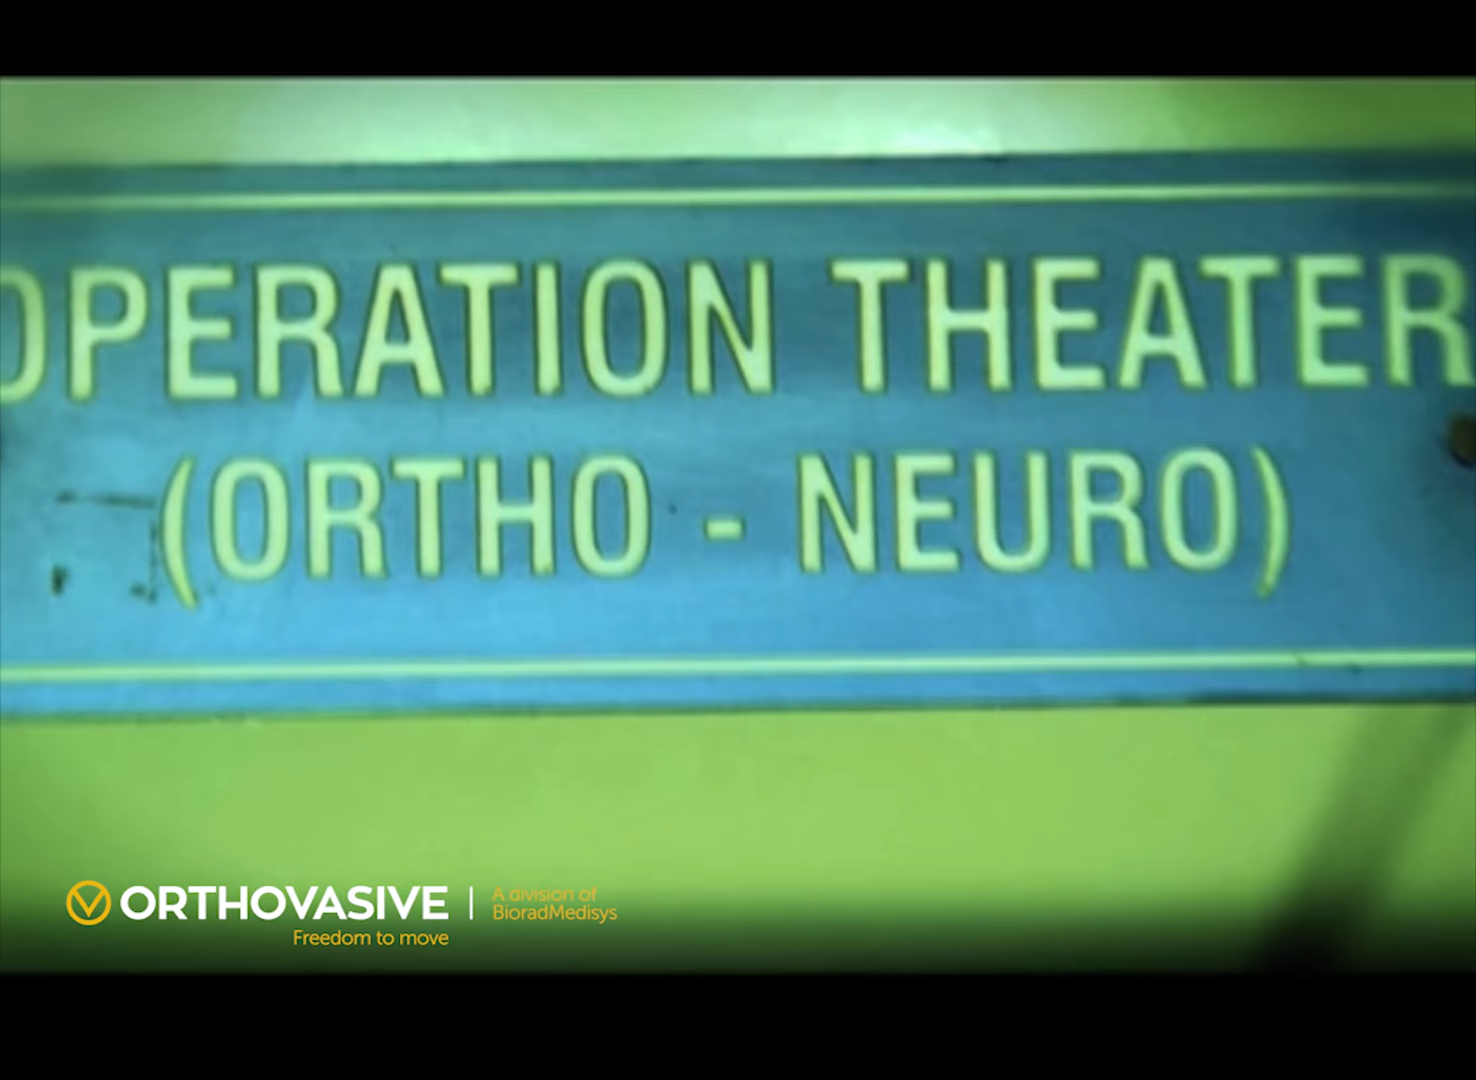 OPERATION THEATER
(ORTHO - NEURO)
ORTHOVASIVE
Freedom to move
A division of
BioradMedisys